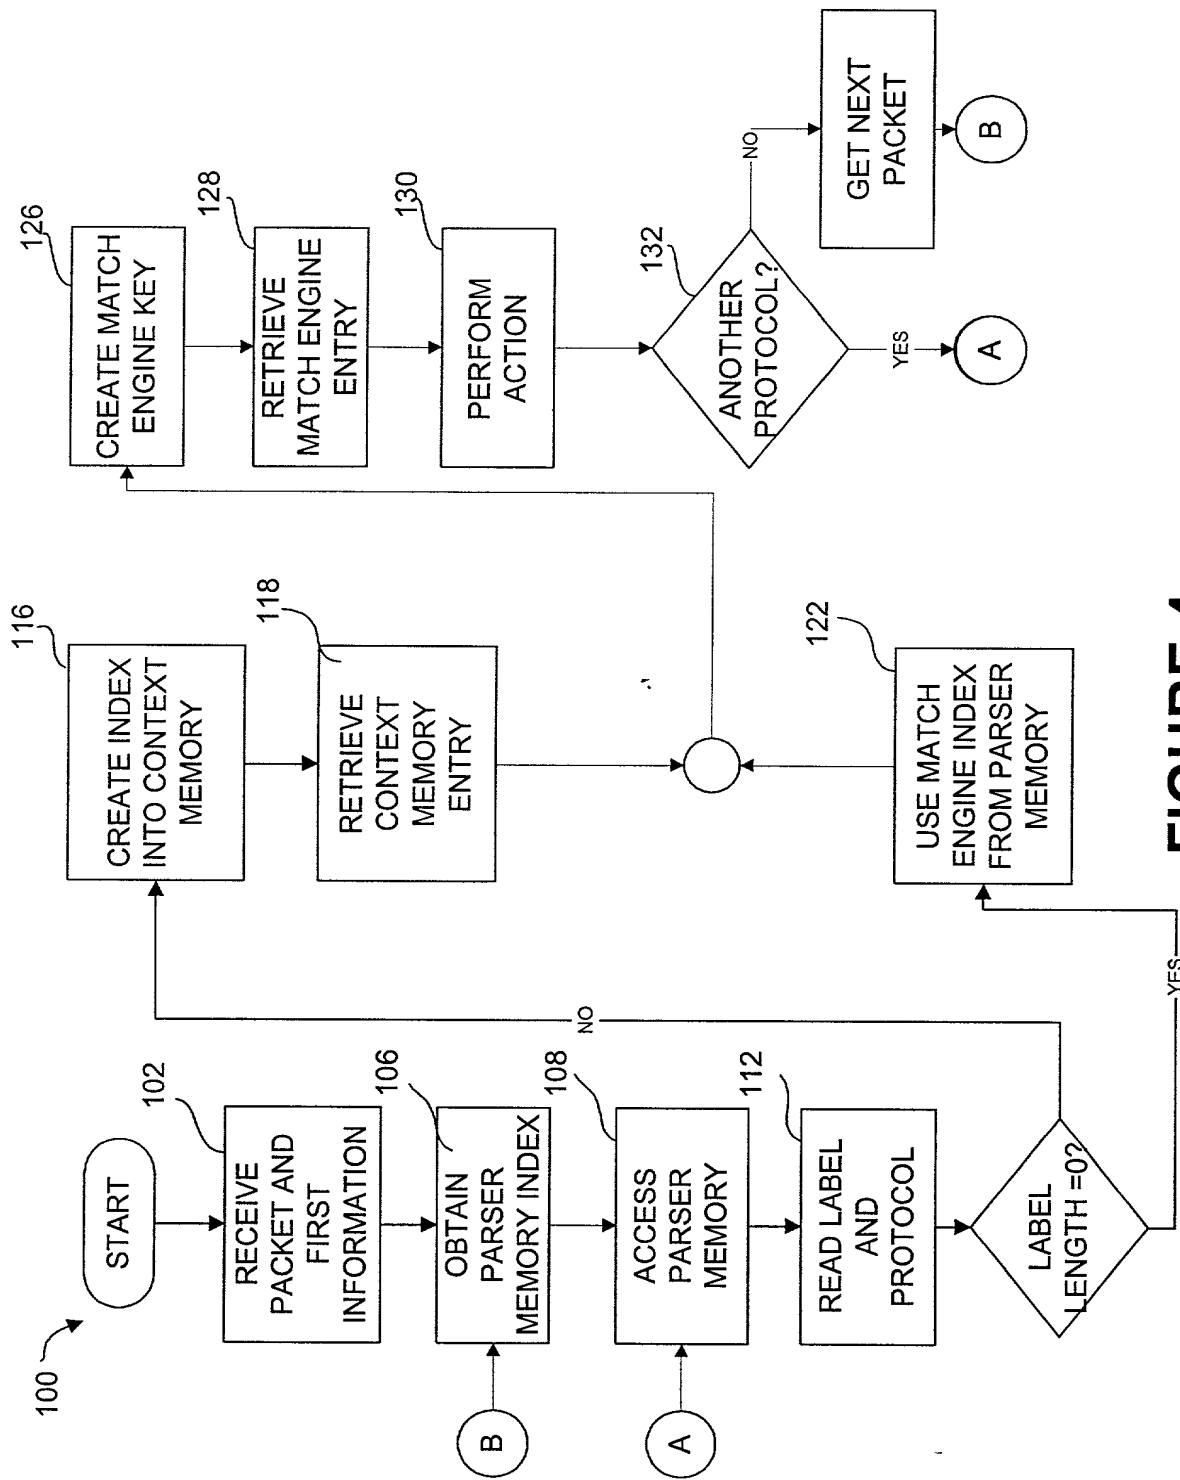 100
START
102
RECEIVE
PACKET AND
FIRST
INFORMATION
106
OBTAIN
PARSER
MEMORY INDEX
B
108
ACCESS
PARSER
MEMORY
A
112
READ LABEL
AND
PROTOCOL
LABEL
LENGTH =0?
NO
YES
116
CREATE INDEX
INTO CONTEXT
MEMORY
118
RETRIEVE
CONTEXT
MEMORY
ENTRY
122
USE MATCH
ENGINE INDEX
FROM PARSER
MEMORY
126
CREATE MATCH
ENGINE KEY
128
RETRIEVE
MATCH ENGINE
ENTRY
130
PERFORM
ACTION
132
ANOTHER
PROTOCOL?
NO
YES
A
GET NEXT
PACKET
B
FIGURE